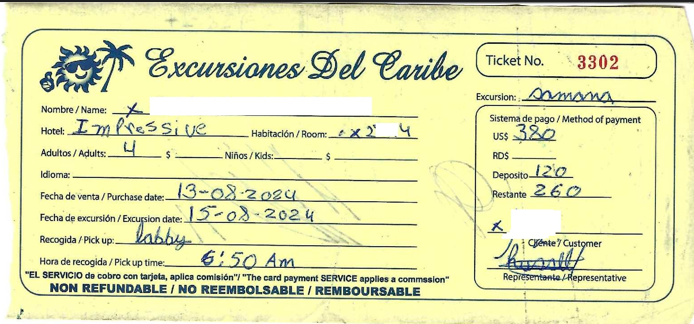 Excursiones Del Caribe
Ticket No. 3302
Nombre / Name: x
Excursion: Samana
Hotel: Impressive Habitación / Room: x2 4
Adultos / Adults: 4 $ Niños / Kids: $
Idioma:
Fecha de venta / Purchase date: 13-08-2024
Fecha de excursión / Excursion date: 15-08-2024
Recogida / Pick up: lobby
Hora de recogida / Pick up time: 6:50 Am
"EL SERVICIO de cobro con tarjeta, aplica comisión"/ "The card payment SERVICE applies a commssion"
NON REFUNDABLE / NO REEMBOLSABLE / REMBOURSABLE
Sistema de pago / Method of payment
US$ 380
RD$
Deposito 120
Restante 260
x
Cliente / Customer
Representante / Representative